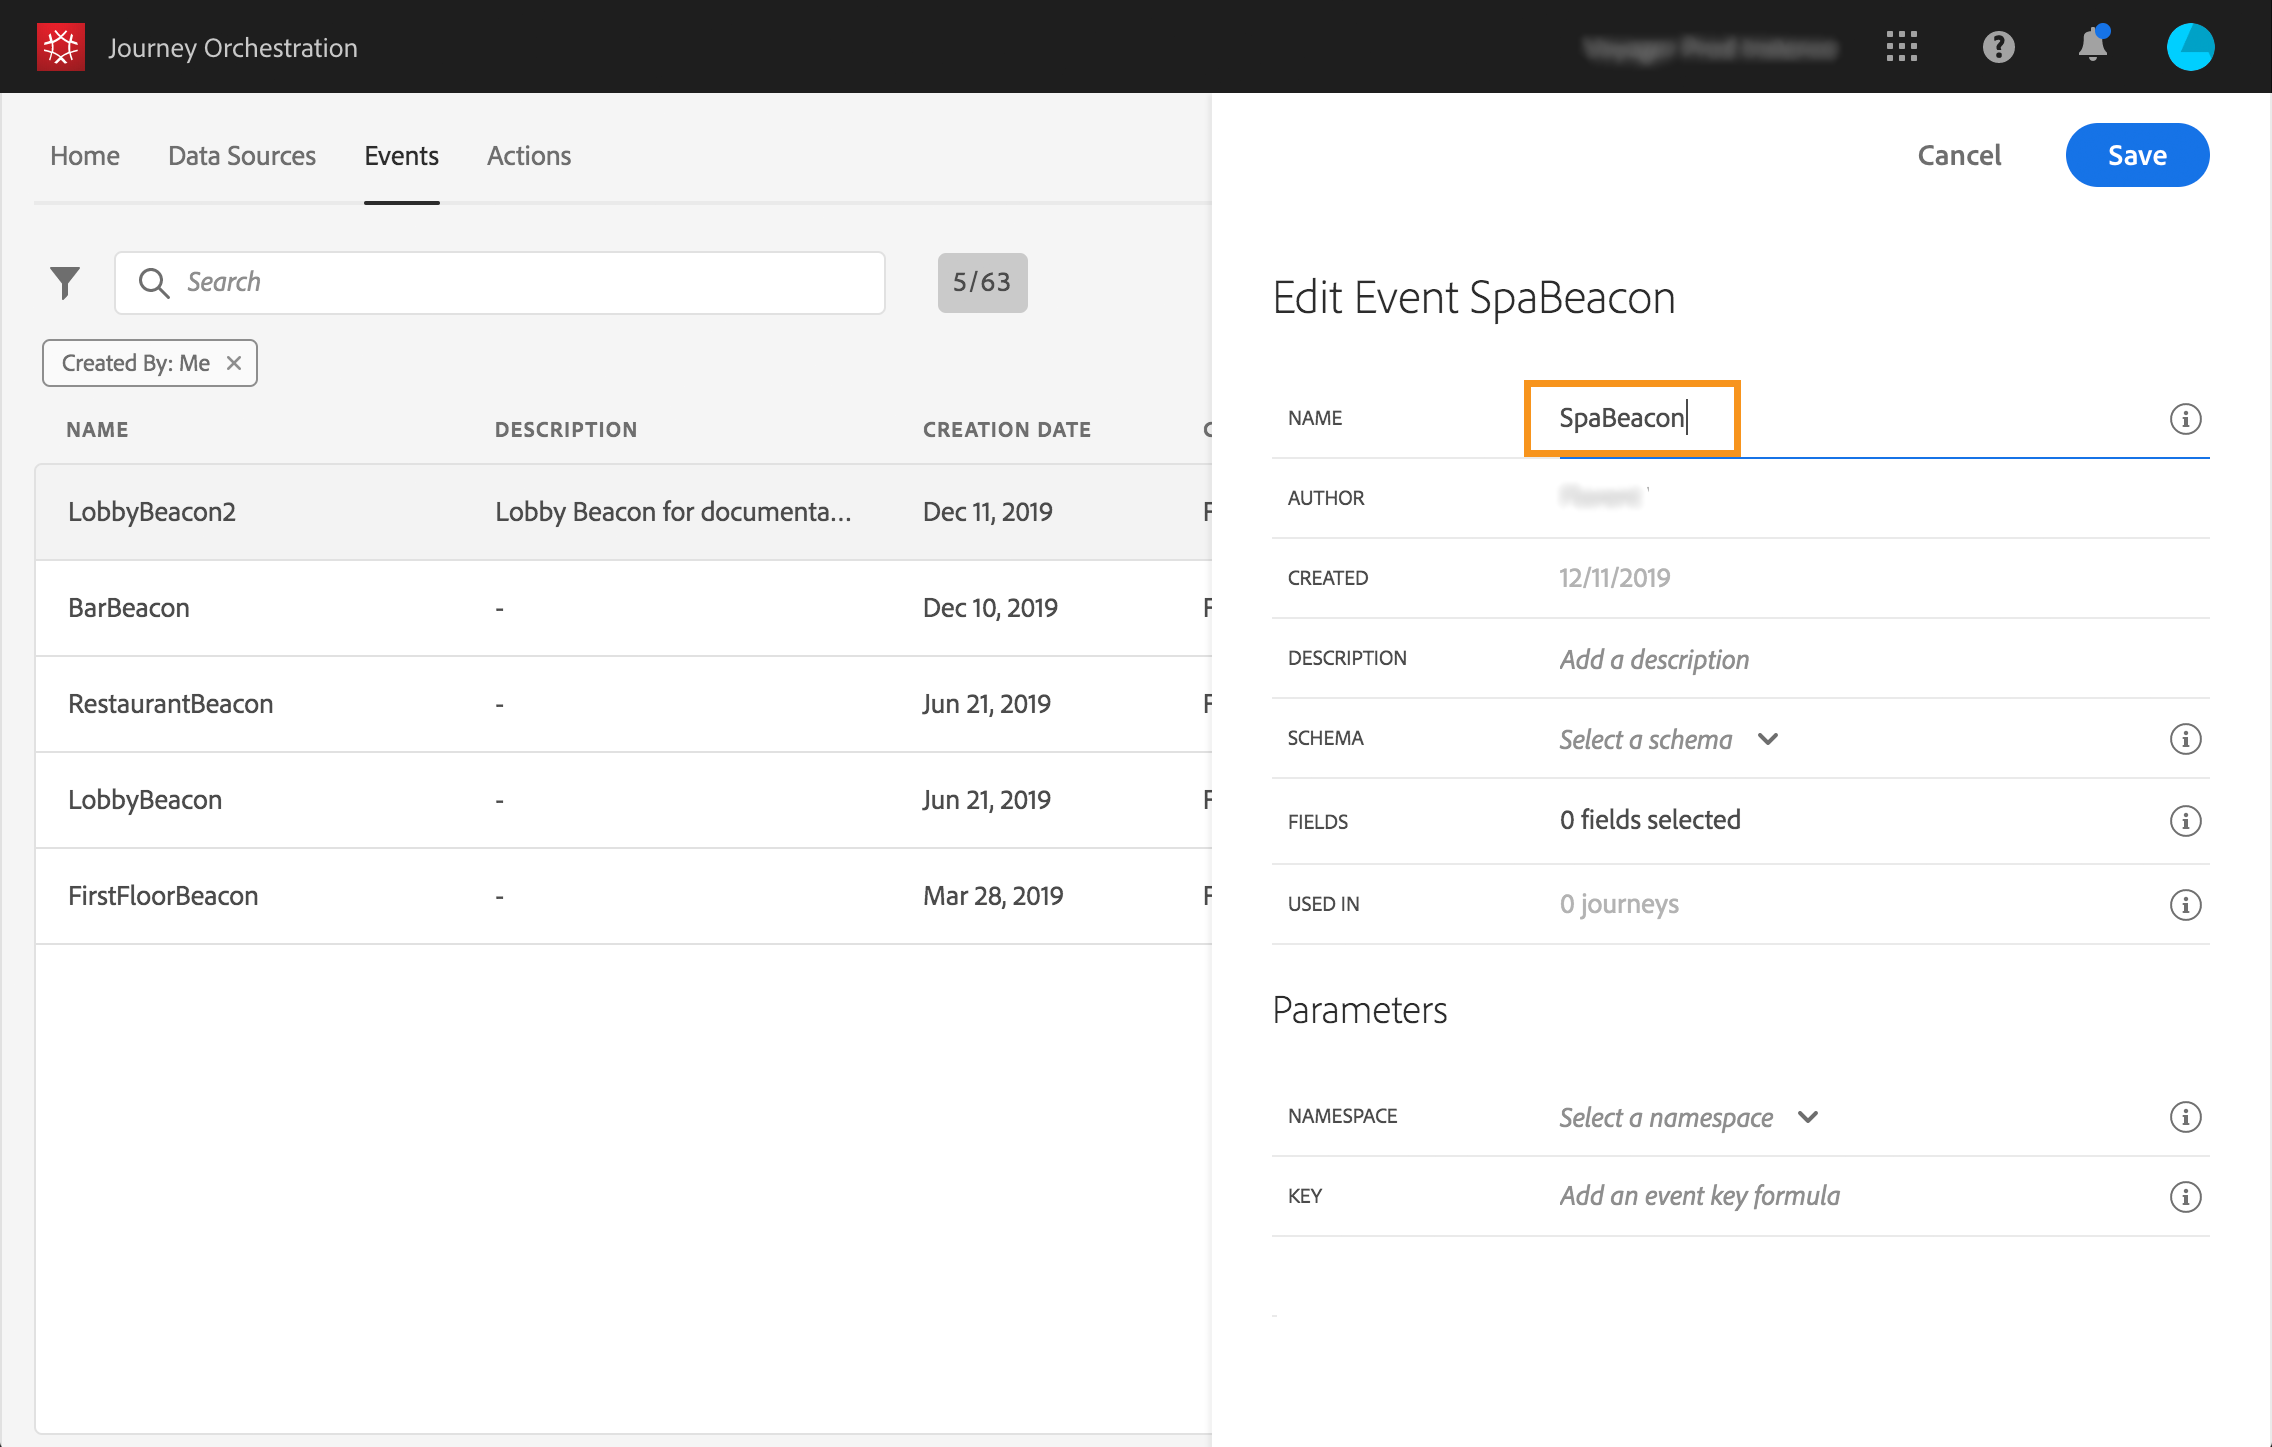 Journey Orchestration
Home Data Sources Events Actions
Cancel Save
Search
5/63
Created By: Me
NAME DESCRIPTION CREATION DATE
LobbyBeacon2 Lobby Beacon for documenta... Dec 11, 2019 F
BarBeacon - Dec 10, 2019 F
RestaurantBeacon - Jun 21, 2019 F
LobbyBeacon - Jun 21, 2019 F
FirstFloorBeacon - Mar 28, 2019 F
Edit Event SpaBeacon
NAME SpaBeacon
AUTHOR
CREATED 12/11/2019
DESCRIPTION Add a description
SCHEMA Select a schema
FIELDS 0 fields selected
USED IN 0 journeys
Parameters
NAMESPACE Select a namespace
KEY Add an event key formula